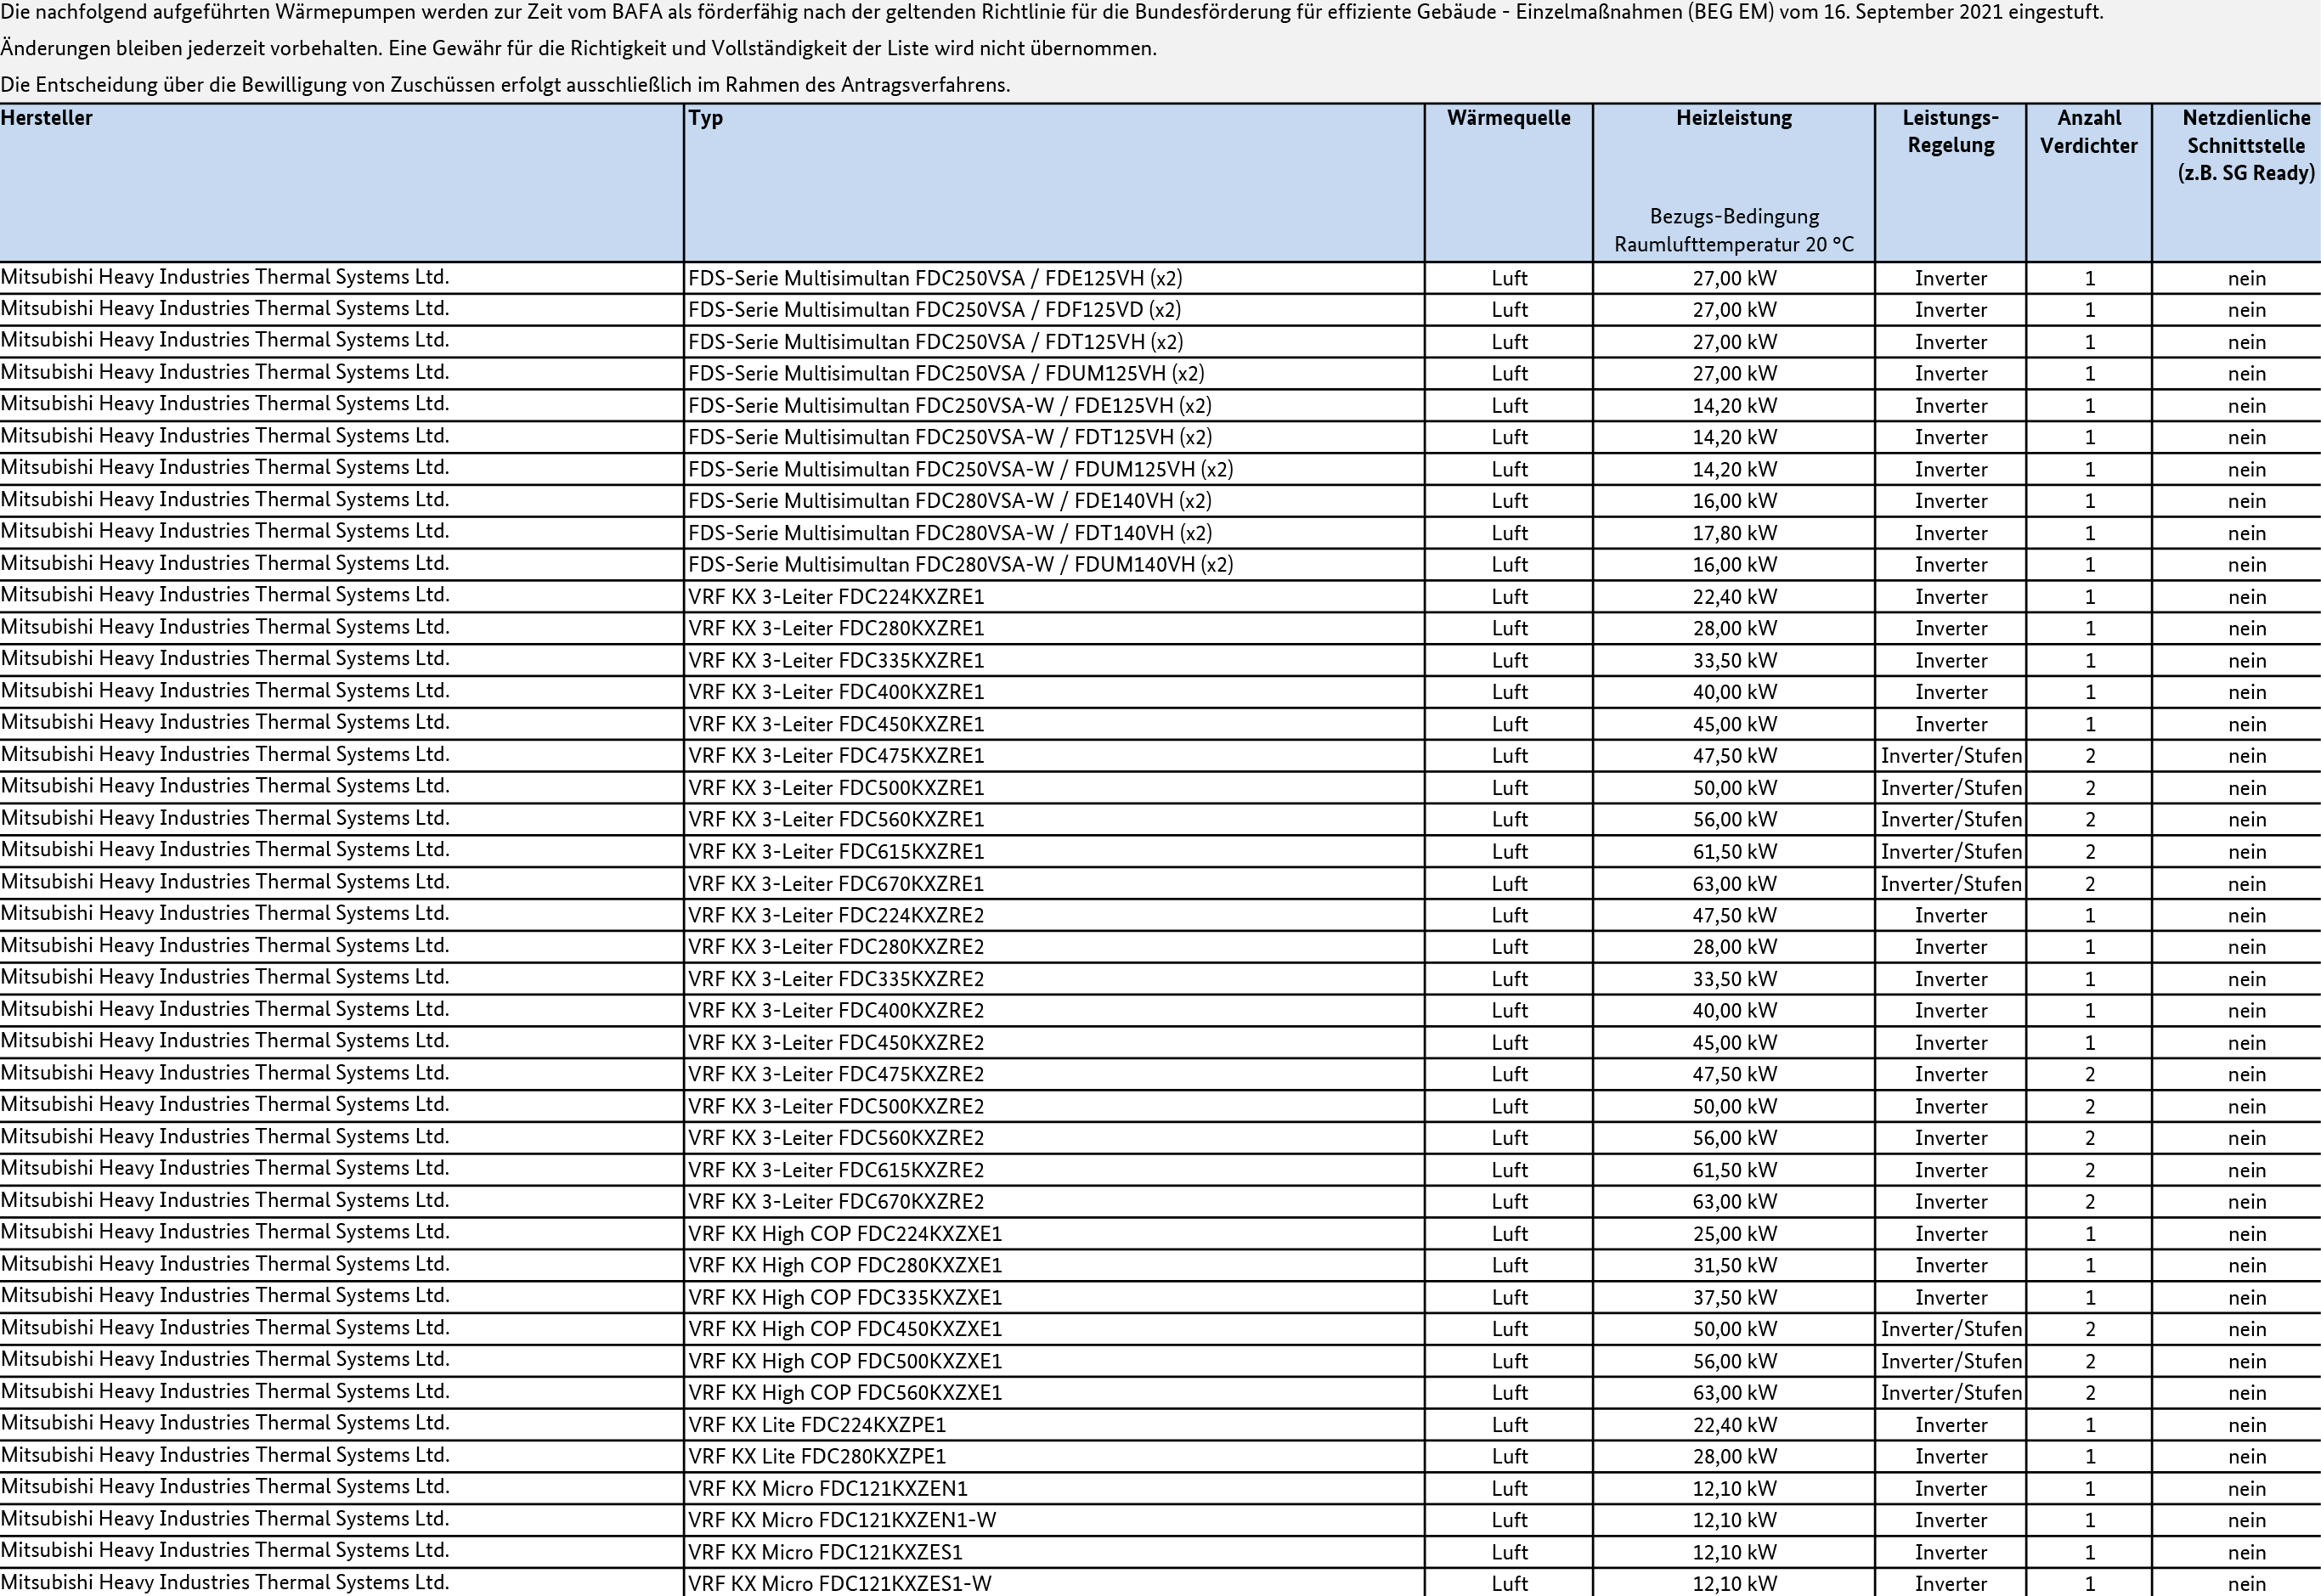 Die nachfolgend aufgeführten Wärmepumpen werden zur Zeit vom BAFA als förderfähig nach der geltenden Richtlinie für die Bundesförderung für effiziente Gebäude - Einzelmaßnahmen (BEG EM) vom 16. September 2021 eingestuft.
Änderungen bleiben jederzeit vorbehalten. Eine Gewähr für die Richtigkeit und Vollständigkeit der Liste wird nicht übernommen.
Die Entscheidung über die Bewilligung von Zuschüssen erfolgt ausschließlich im Rahmen des Antragsverfahrens.
Hersteller Typ Wärmequelle Heizleistung Leistungs- Anzahl Netzdienliche
Regelung Verdichter Schnittstelle
(z.B. SG Ready)
Bezugs-Bedingung
Raumlufttemperatur 20 °C
Mitsubishi Heavy Industries Thermal Systems Ltd. FDS-Serie Multisimultan FDC250VSA / FDE125VH (x2) Luft 27,00 kW Inverter 1 nein
Mitsubishi Heavy Industries Thermal Systems Ltd. FDS-Serie Multisimultan FDC250VSA / FDF125VD (x2) Luft 27,00 kW Inverter 1 nein
Mitsubishi Heavy Industries Thermal Systems Ltd. FDS-Serie Multisimultan FDC250VSA / FDT125VH (x2) Luft 27,00 kW Inverter 1 nein
Mitsubishi Heavy Industries Thermal Systems Ltd. FDS-Serie Multisimultan FDC250VSA / FDUM125VH (x2) Luft 27,00 kW Inverter 1 nein
Mitsubishi Heavy Industries Thermal Systems Ltd. FDS-Serie Multisimultan FDC250VSA-W / FDE125VH (x2) Luft 14,20 kW Inverter 1 nein
Mitsubishi Heavy Industries Thermal Systems Ltd. FDS-Serie Multisimultan FDC250VSA-W / FDT125VH (x2) Luft 14,20 kW Inverter 1 nein
Mitsubishi Heavy Industries Thermal Systems Ltd. FDS-Serie Multisimultan FDC250VSA-W / FDUM125VH (x2) Luft 14,20 kW Inverter 1 nein
Mitsubishi Heavy Industries Thermal Systems Ltd. FDS-Serie Multisimultan FDC280VSA-W / FDE140VH (x2) Luft 16,00 kW Inverter 1 nein
Mitsubishi Heavy Industries Thermal Systems Ltd. FDS-Serie Multisimultan FDC280VSA-W / FDT140VH (x2) Luft 17,80 kW Inverter 1 nein
Mitsubishi Heavy Industries Thermal Systems Ltd. FDS-Serie Multisimultan FDC280VSA-W / FDUM140VH (x2) Luft 16,00 kW Inverter 1 nein
Mitsubishi Heavy Industries Thermal Systems Ltd. VRF KX 3-Leiter FDC224KXZRE1 Luft 22,40 kW Inverter 1 nein
Mitsubishi Heavy Industries Thermal Systems Ltd. VRF KX 3-Leiter FDC280KXZRE1 Luft 28,00 kW Inverter 1 nein
Mitsubishi Heavy Industries Thermal Systems Ltd. VRF KX 3-Leiter FDC335KXZRE1 Luft 33,50 kW Inverter 1 nein
Mitsubishi Heavy Industries Thermal Systems Ltd. VRF KX 3-Leiter FDC400KXZRE1 Luft 40,00 kW Inverter 1 nein
Mitsubishi Heavy Industries Thermal Systems Ltd. VRF KX 3-Leiter FDC450KXZRE1 Luft 45,00 kW Inverter 1 nein
Mitsubishi Heavy Industries Thermal Systems Ltd. VRF KX 3-Leiter FDC475KXZRE1 Luft 47,50 kW Inverter/Stufen 2 nein
Mitsubishi Heavy Industries Thermal Systems Ltd. VRF KX 3-Leiter FDC500KXZRE1 Luft 50,00 kW Inverter/Stufen 2 nein
Mitsubishi Heavy Industries Thermal Systems Ltd. VRF KX 3-Leiter FDC560KXZRE1 Luft 56,00 kW Inverter/Stufen 2 nein
Mitsubishi Heavy Industries Thermal Systems Ltd. VRF KX 3-Leiter FDC615KXZRE1 Luft 61,50 kW Inverter/Stufen 2 nein
Mitsubishi Heavy Industries Thermal Systems Ltd. VRF KX 3-Leiter FDC670KXZRE1 Luft 63,00 kW Inverter/Stufen 2 nein
Mitsubishi Heavy Industries Thermal Systems Ltd. VRF KX 3-Leiter FDC224KXZRE2 Luft 47,50 kW Inverter 1 nein
Mitsubishi Heavy Industries Thermal Systems Ltd. VRF KX 3-Leiter FDC280KXZRE2 Luft 28,00 kW Inverter 1 nein
Mitsubishi Heavy Industries Thermal Systems Ltd. VRF KX 3-Leiter FDC335KXZRE2 Luft 33,50 kW Inverter 1 nein
Mitsubishi Heavy Industries Thermal Systems Ltd. VRF KX 3-Leiter FDC400KXZRE2 Luft 40,00 kW Inverter 1 nein
Mitsubishi Heavy Industries Thermal Systems Ltd. VRF KX 3-Leiter FDC450KXZRE2 Luft 45,00 kW Inverter 1 nein
Mitsubishi Heavy Industries Thermal Systems Ltd. VRF KX 3-Leiter FDC475KXZRE2 Luft 47,50 kW Inverter 2 nein
Mitsubishi Heavy Industries Thermal Systems Ltd. VRF KX 3-Leiter FDC500KXZRE2 Luft 50,00 kW Inverter 2 nein
Mitsubishi Heavy Industries Thermal Systems Ltd. VRF KX 3-Leiter FDC560KXZRE2 Luft 56,00 kW Inverter 2 nein
Mitsubishi Heavy Industries Thermal Systems Ltd. VRF KX 3-Leiter FDC615KXZRE2 Luft 61,50 kW Inverter 2 nein
Mitsubishi Heavy Industries Thermal Systems Ltd. VRF KX 3-Leiter FDC670KXZRE2 Luft 63,00 kW Inverter 2 nein
Mitsubishi Heavy Industries Thermal Systems Ltd. VRF KX High COP FDC224KXZXE1 Luft 25,00 kW Inverter 1 nein
Mitsubishi Heavy Industries Thermal Systems Ltd. VRF KX High COP FDC280KXZXE1 Luft 31,50 kW Inverter 1 nein
Mitsubishi Heavy Industries Thermal Systems Ltd. VRF KX High COP FDC335KXZXE1 Luft 37,50 kW Inverter 1 nein
Mitsubishi Heavy Industries Thermal Systems Ltd. VRF KX High COP FDC450KXZXE1 Luft 50,00 kW Inverter/Stufen 2 nein
Mitsubishi Heavy Industries Thermal Systems Ltd. VRF KX High COP FDC500KXZXE1 Luft 56,00 kW Inverter/Stufen 2 nein
Mitsubishi Heavy Industries Thermal Systems Ltd. VRF KX High COP FDC560KXZXE1 Luft 63,00 kW Inverter/Stufen 2 nein
Mitsubishi Heavy Industries Thermal Systems Ltd. VRF KX Lite FDC224KXZPE1 Luft 22,40 kW Inverter 1 nein
Mitsubishi Heavy Industries Thermal Systems Ltd. VRF KX Lite FDC280KXZPE1 Luft 28,00 kW Inverter 1 nein
Mitsubishi Heavy Industries Thermal Systems Ltd. VRF KX Micro FDC121KXZEN1 Luft 12,10 kW Inverter 1 nein
Mitsubishi Heavy Industries Thermal Systems Ltd. VRF KX Micro FDC121KXZEN1-W Luft 12,10 kW Inverter 1 nein
Mitsubishi Heavy Industries Thermal Systems Ltd. VRF KX Micro FDC121KXZES1 Luft 12,10 kW Inverter 1 nein
Mitsubishi Heavy Industries Thermal Systems Ltd. VRF KX Micro FDC121KXZES1-W Luft 12,10 kW Inverter 1 nein